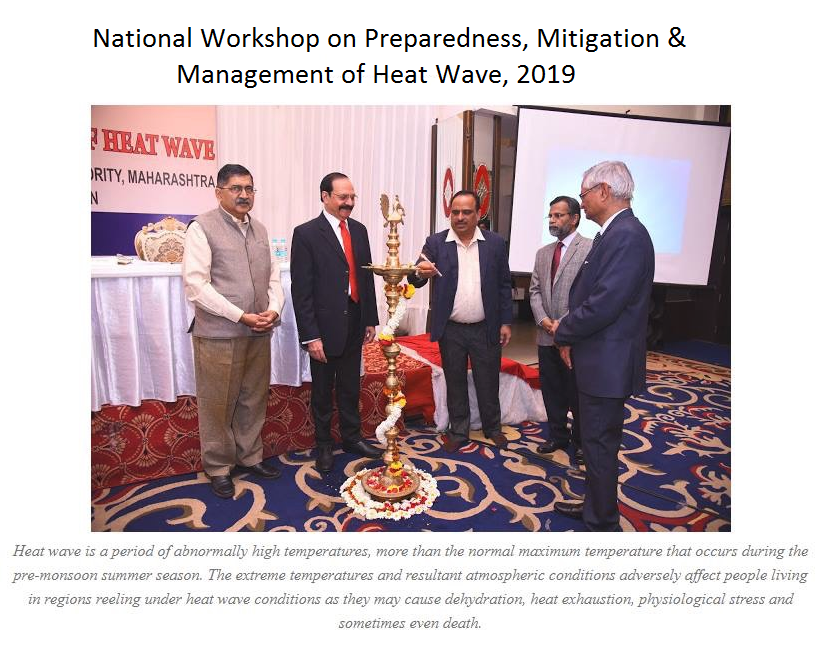 National Workshop on Preparedness, Mitigation &
Management of Heat Wave, 2019
F HEAT WAVE
ORITY, MAHARASHTRA
N
Heat wave is a period of abnormally high temperatures, more than the normal maximum temperature that occurs during the
pre-monsoon summer season. The extreme temperatures and resultant atmospheric conditions adversely affect people living
in regions reeling under heat wave conditions as they may cause dehydration, heat exhaustion, physiological stress and
sometimes even death.